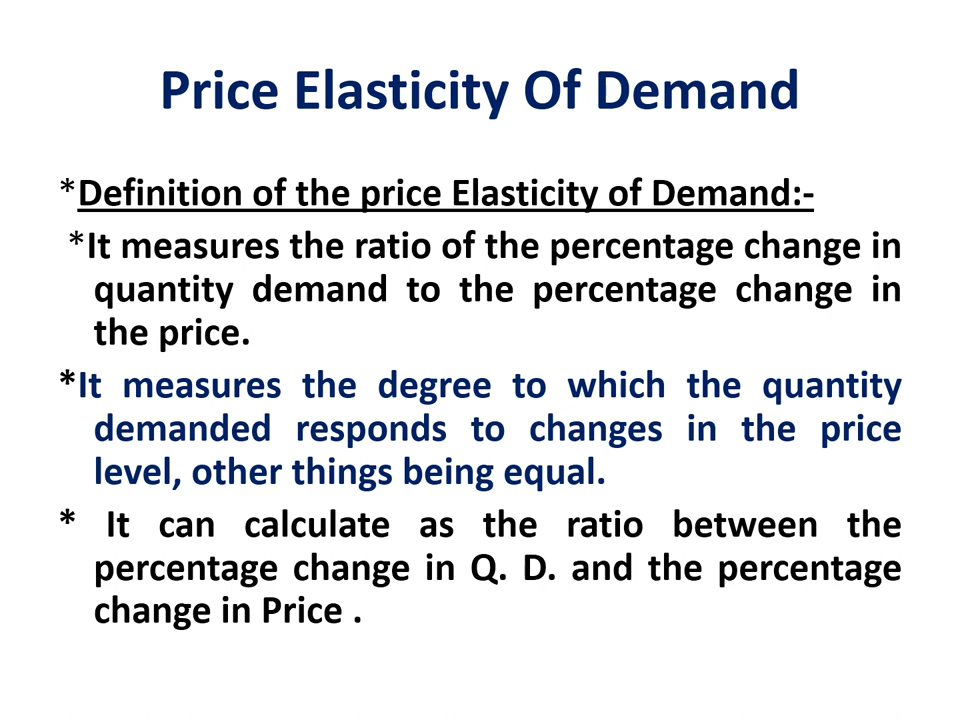 Price Elasticity Of Demand
*Definition of the price Elasticity of Demand:-
*It measures the ratio of the percentage change in
quantity demand to the percentage change in
the price.
*It measures the degree to which the quantity
demanded responds to changes in the price
level, other things being equal.
* It can calculate as the ratio between the
percentage change in Q. D. and the percentage
change in Price .